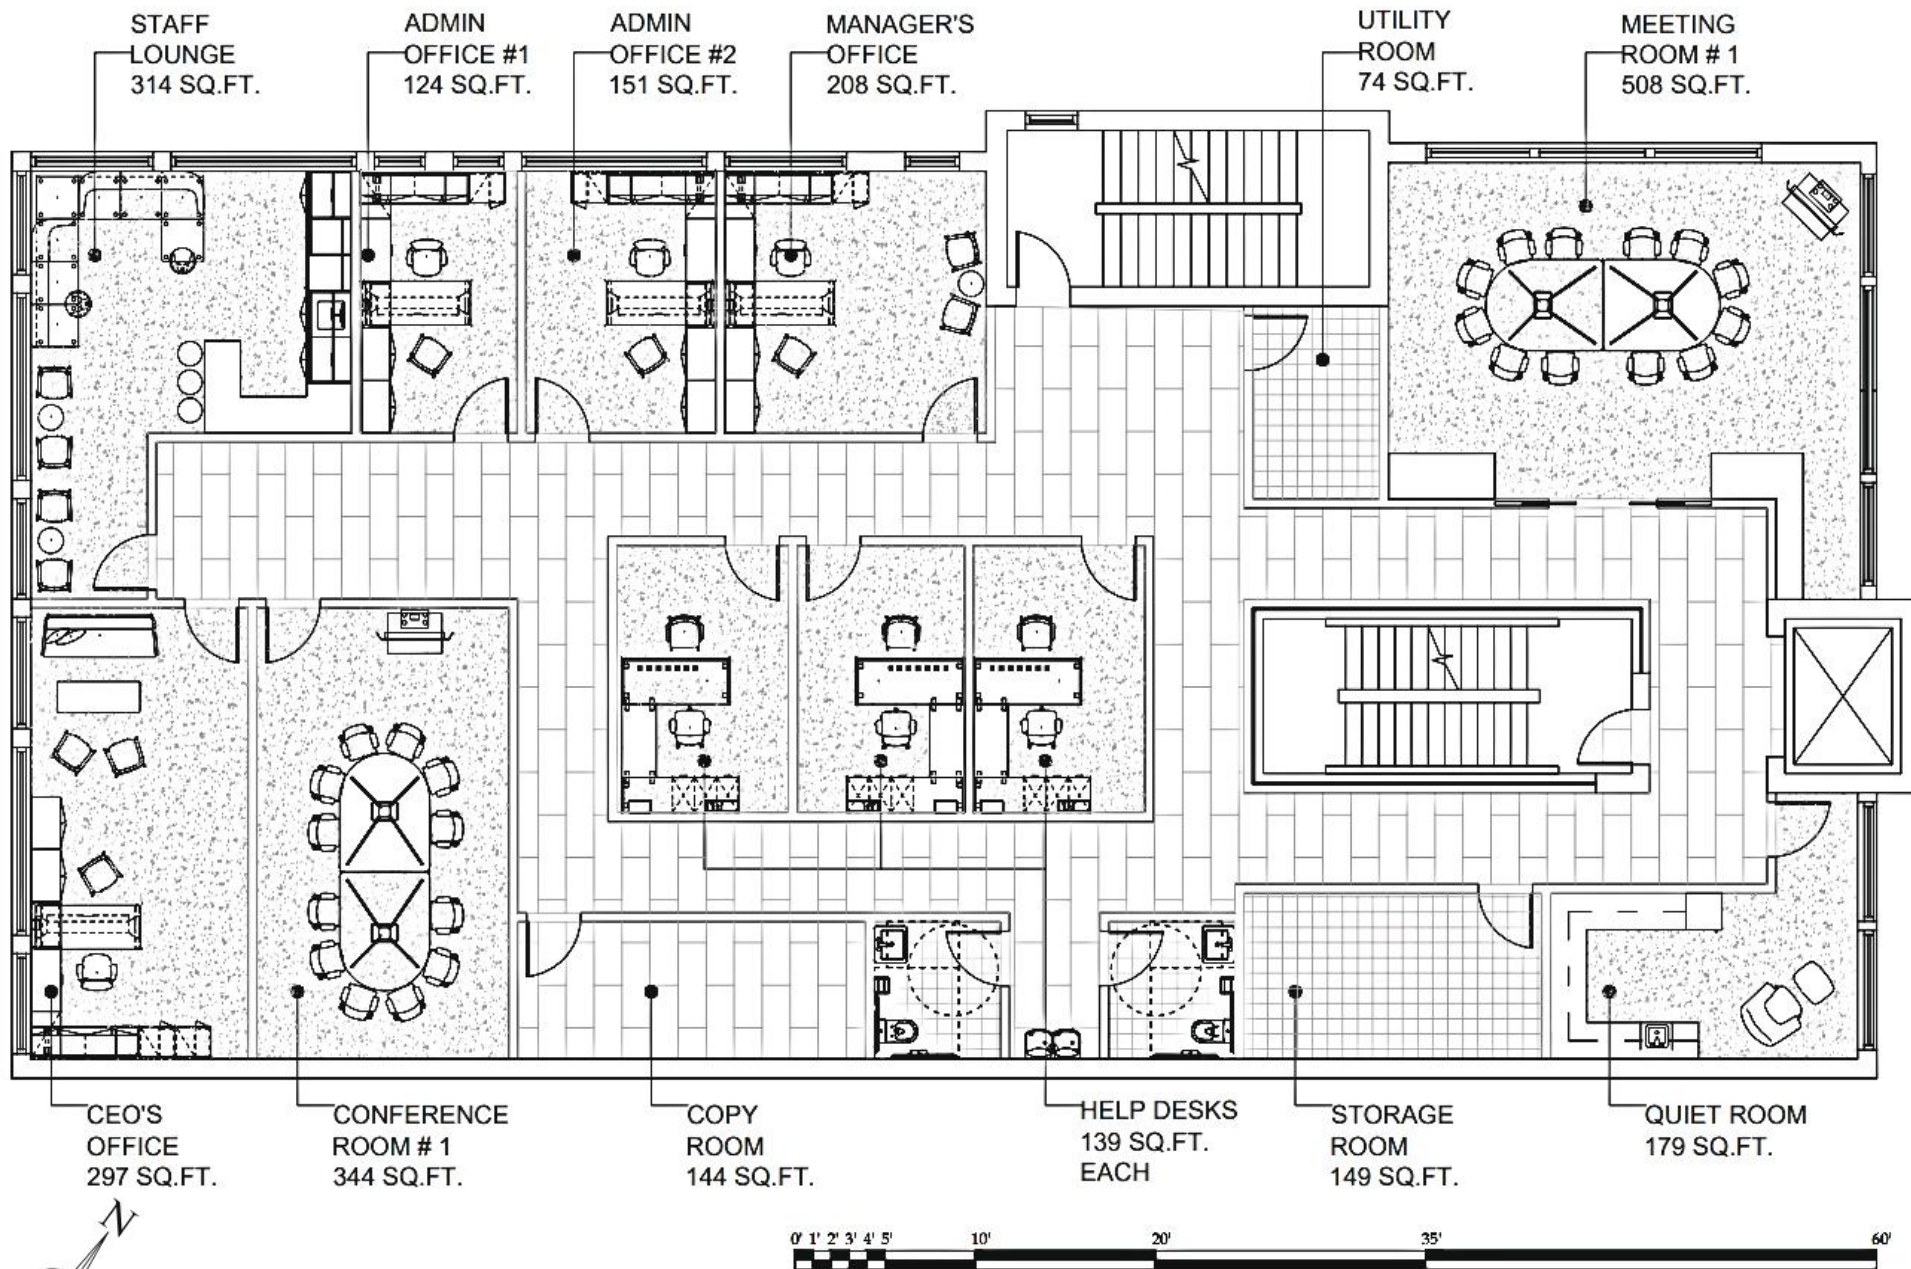 STAFF
LOUNGE
314 SQ.FT.
ADMIN
OFFICE #1
124 SQ.FT.
ADMIN
OFFICE #2
151 SQ.FT.
MANAGER'S
OFFICE
208 SQ.FT.
UTILITY
ROOM
74 SQ.FT.
MEETING
ROOM # 1
508 SQ.FT.
CEO'S
OFFICE
297 SQ.FT.
CONFERENCE
ROOM # 1
344 SQ.FT.
COPY
ROOM
144 SQ.FT.
HELP DESKS
139 SQ.FT.
EACH
STORAGE
ROOM
149 SQ.FT.
QUIET ROOM
179 SQ.FT.
N
0' 1' 2' 3' 4' 5' 10' 20' 35' 60'